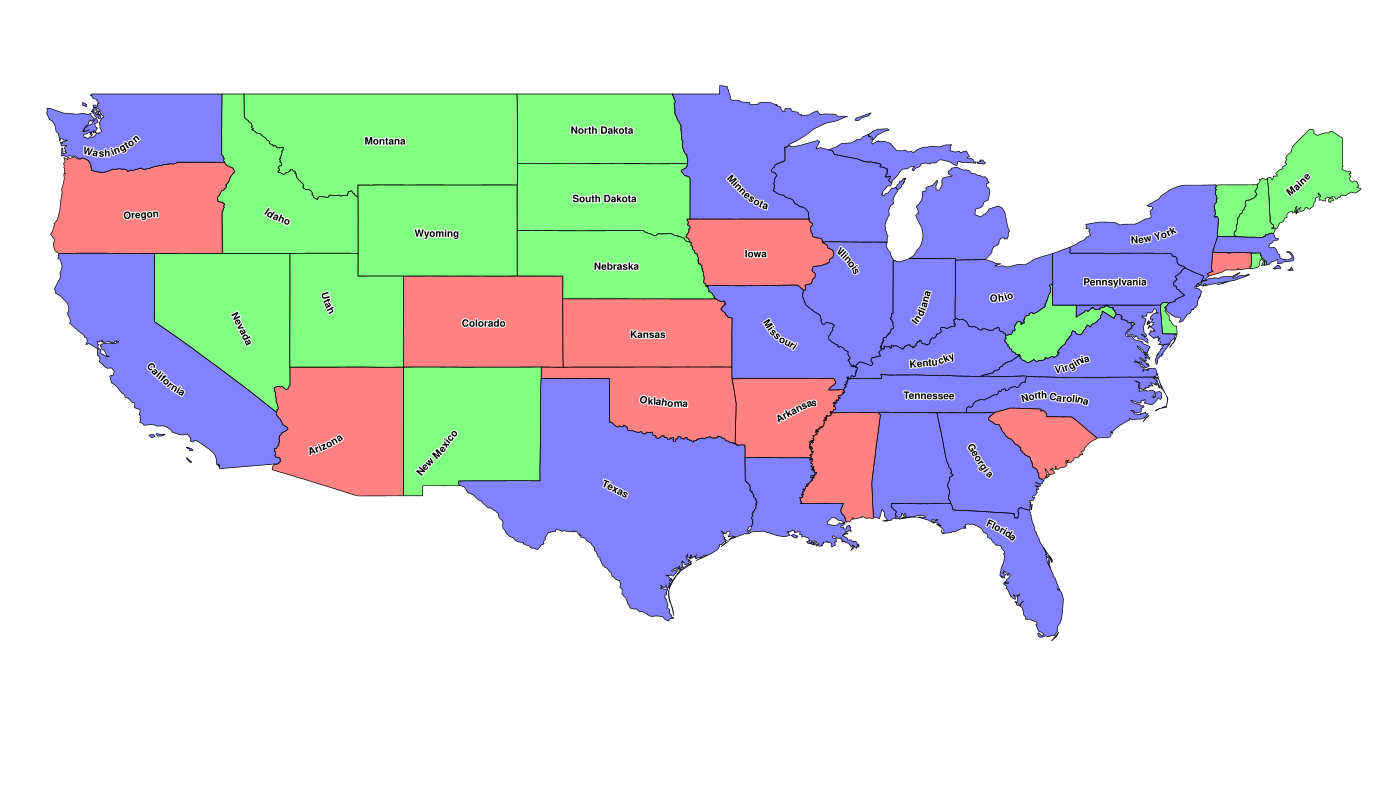 Washington
Montana
North Dakota
Minnesota
Maine
Oregon
Idaho
Wyoming
South Dakota
Iowa
Illinois
New York
Nebraska
Pennsylvania
Nevada
Utah
Colorado
Kansas
Missouri
Indiana
Ohio
California
Kentucky
Virginia
Arizona
New Mexico
Oklahoma
Arkansas
Tennessee
North Carolina
Texas
Georgia
Florida